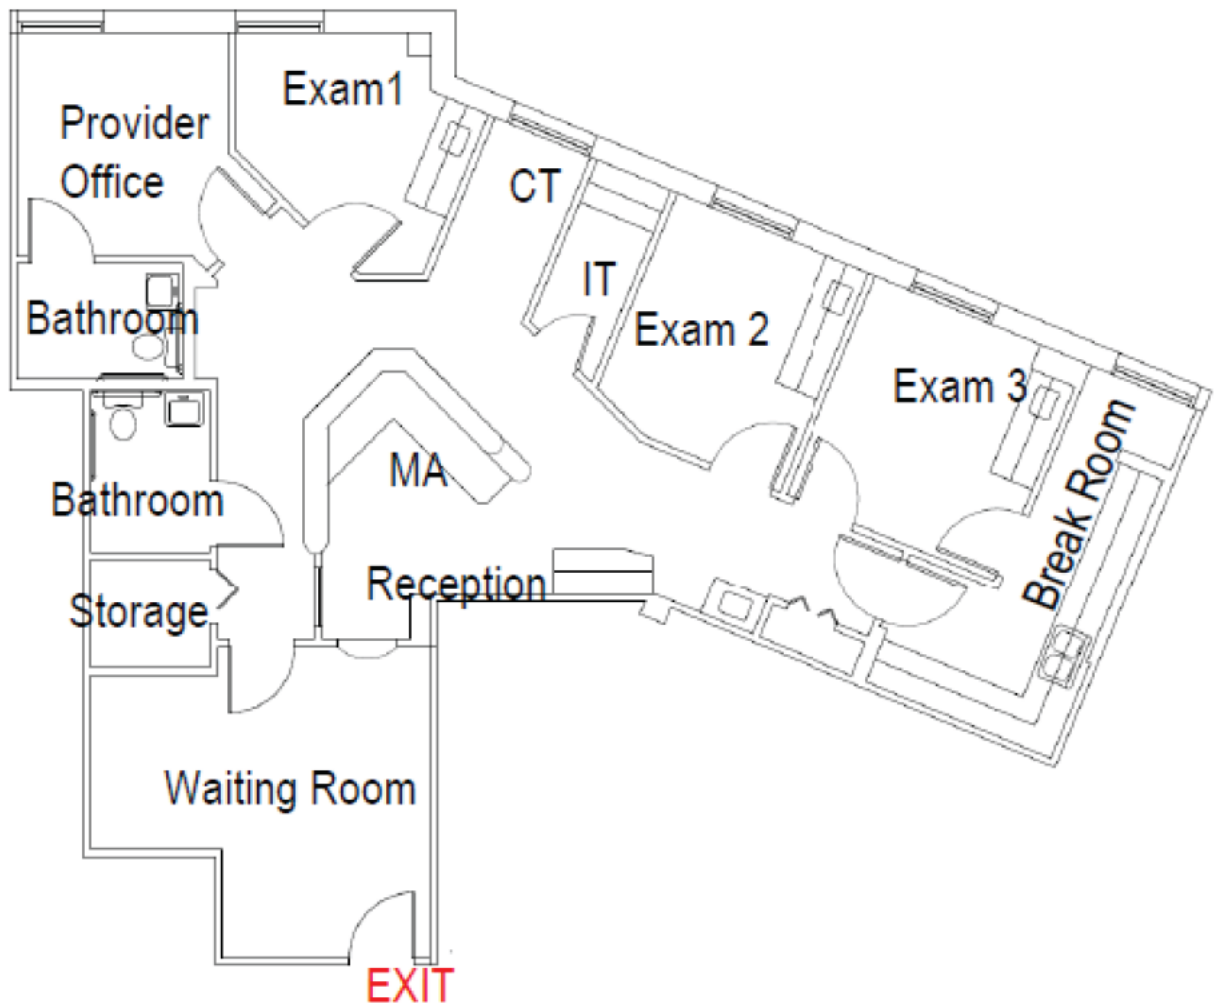 Exam1
Provider
Office
CT
IT
Bathroom
Exam 2
Exam 3
MA
Bathroom
Break Room
Reception
Storage
Waiting Room
EXIT